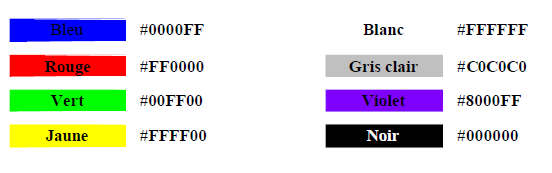 Bleu #0000FF Blanc #FFFFFF
Rouge #FF0000 Gris clair #C0C0C0
Vert #00FF00 Violet #8000FF
Jaune #FFFF00 Noir #000000